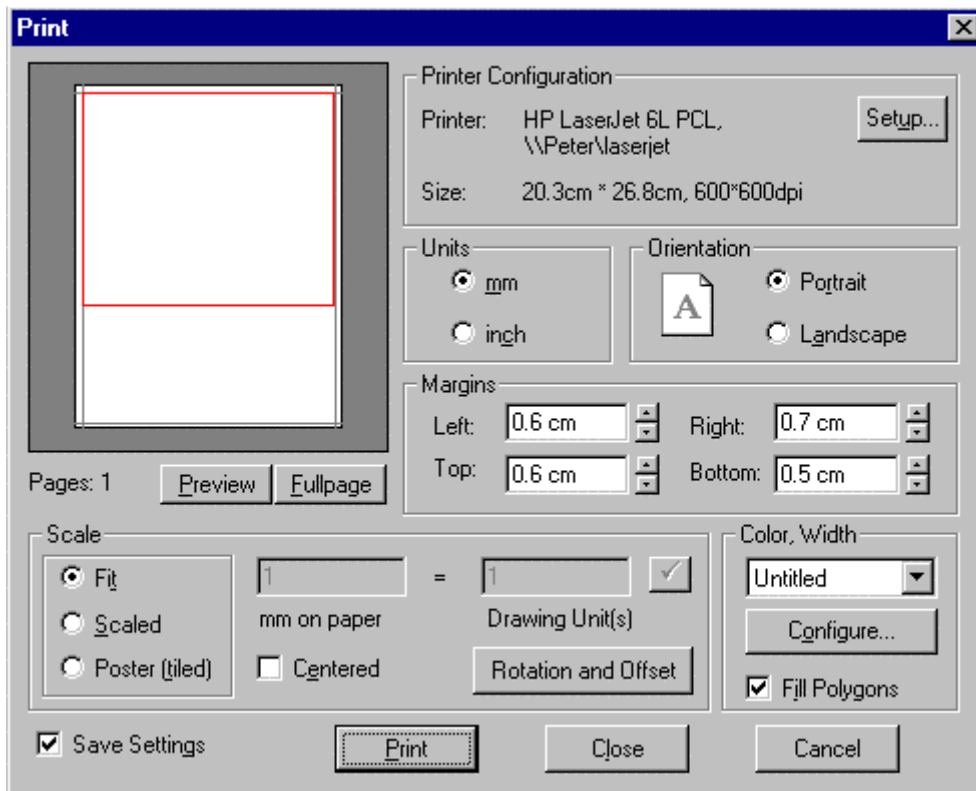 Print
Printer Configuration
Printer: HP LaserJet 6L PCL,
\\Peter\laserjet
Setup...
Size: 20.3cm * 26.8cm, 600*600dpi
Units
mm
inch
Orientation
A
Portrait
Landscape
Margins
Left: 0.6 cm Right: 0.7 cm
Top: 0.6 cm Bottom: 0.5 cm
Pages: 1 Preview Fullpage
Scale
Fit
Scaled
Poster (tiled)
1 = 1
mm on paper Drawing Unit(s)
Centered Rotation and Offset
Color, Width
Untitled
Configure...
Fill Polygons
Save Settings Print Close Cancel